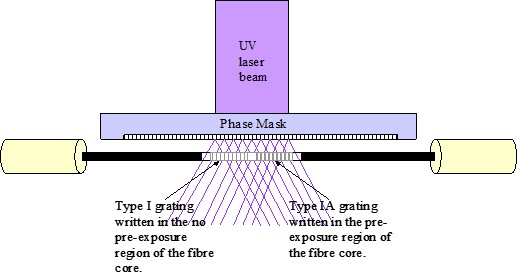 UV
laser
beam
Phase Mask
Type I grating
written in the no
pre-exposure
region of the fibre
core.
Type IA grating
written in the pre-
exposure region of
the fibre core.